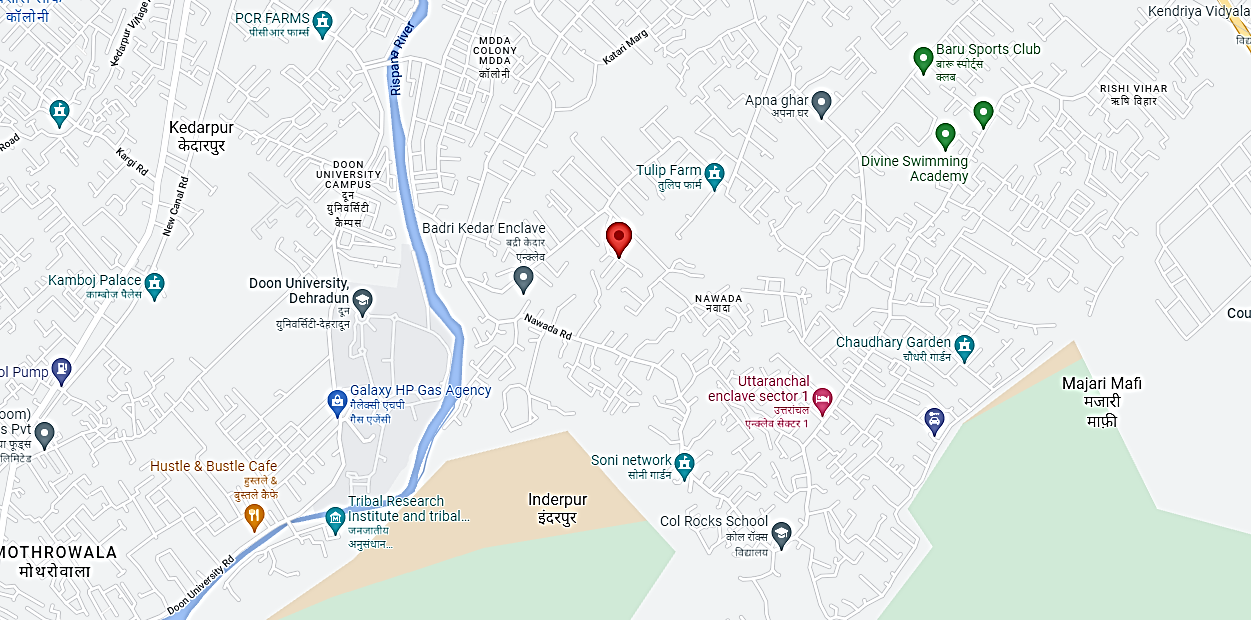 कॉलोनी
Kedarpur Village
PCR FARMS
पीसीआर फार्म्स
Rispana River
MDDA
COLONY
MDDA
कॉलोनी
Katari Marg
Kendriya Vidyala
Baru Sports Club
बारू स्पोर्ट्स
क्लब
RISHI VIHAR
ऋषि विहार
Apna ghar
अपना घर
Kedarpur
केदारपुर
Road
Kargi Rd
New Canal Rd
DOON
UNIVERSITY
CAMPUS
दून
युनिवर्सिटी
कैम्पस
Divine Swimming
Academy
Tulip Farm
तुलिप फार्म
Badri Kedar Enclave
बद्री केदार
एन्क्लेव
Kamboj Palace
काम्बोज पैलेस
Doon University,
Dehradun
दून
युनिवर्सिटी-देहरादून
NAWADA
नवादा
Nawada Rd
Cou
Chaudhary Garden
चौधरी गार्डन
ol Pump
Uttaranchal
enclave sector 1
उत्तरांचल
एन्क्लेव सेक्टर 1
Majari Mafi
मजारी
माफ़ी
Galaxy HP Gas Agency
गैलेक्सी एचपी
गैस एजेंसी
oom)
s Pvt
या फूड्स
लिमिटेड
Hustle & Bustle Cafe
हुस्तले &
बुस्तले कैफे
Soni network
सोनी गार्डन
Inderpur
इंदरपुर
Tribal Research
Institute and tribal...
जनजातीय
अनुसंधान...
Col Rocks School
कोल रॉक्स
विद्यालय
MOTHROWALA
मोथरोवाला
Doon University Rd